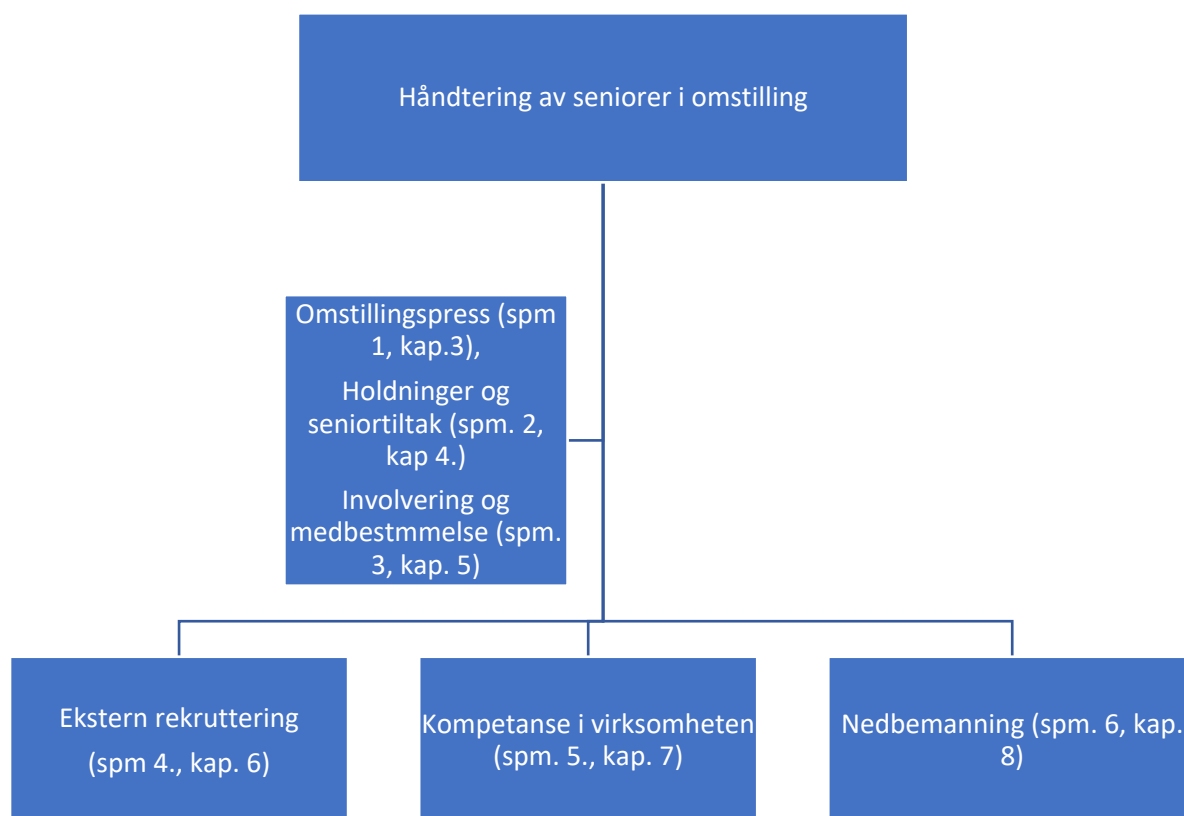 Håndtering av seniorer i omstilling
Omstillingspress (spm
1, kap.3),
Holdninger og
seniortiltak (spm. 2,
kap 4.)
Involvering og
medbestmmelse (spm.
3, kap. 5)
Ekstern rekruttering
(spm 4., kap. 6)
Kompetanse i virksomheten
(spm. 5., kap. 7)
Nedbemanning (spm. 6, kap.
8)